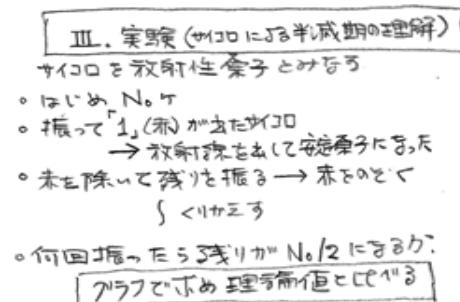 Ⅲ. 実験 (サイコロによる半減期の理解)
サイコロを放射性原子とみなす
• はじめ N₀ケ
• 振って「1」(赤)が出たサイコロ
→ 放射線を出して安定原子になった
• 赤を除いて残りを振る → 赤をのぞく
∫ くりかえす
• 何回振ったら残りが N₀/2 になるか?
グラフで求め 理論値と比べる